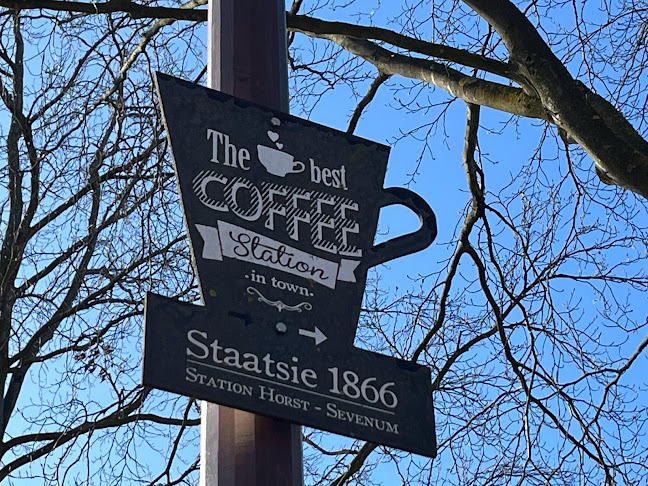 The best
COFFEE
Station
· in town ·
Staatsie 1866
Station Horst - Sevenum